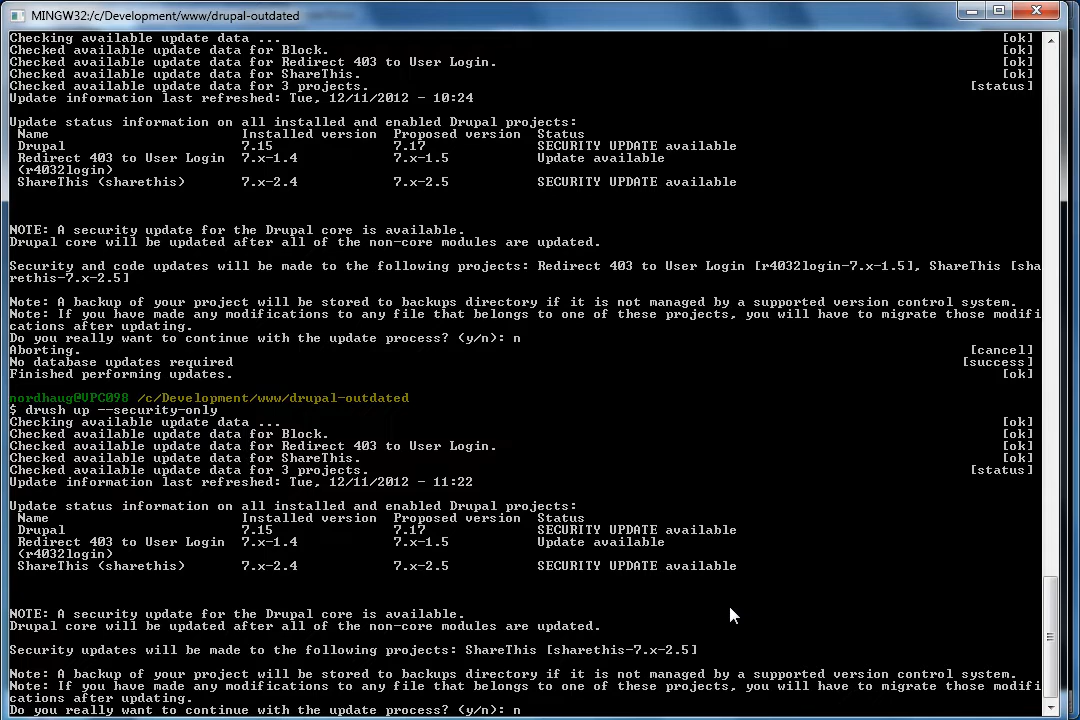 MINGW32:/c/Development/www/drupal-outdated
Checking available update data ... [ok]
Checked available update data for Block. [ok]
Checked available update data for Redirect 403 to User Login. [ok]
Checked available update data for ShareThis. [ok]
Checked available update data for 3 projects. [status]
Update information last refreshed: Tue, 12/11/2012 - 10:24
Update status information on all installed and enabled Drupal projects:
Name Installed version Proposed version Status
Drupal 7.15 7.17 SECURITY UPDATE available
Redirect 403 to User Login 7.x-1.4 7.x-1.5 Update available
(r4032login)
ShareThis (sharethis) 7.x-2.4 7.x-2.5 SECURITY UPDATE available
NOTE: A security update for the Drupal core is available.
Drupal core will be updated after all of the non-core modules are updated.
Security and code updates will be made to the following projects: Redirect 403 to User Login [r4032login-7.x-1.5], ShareThis [sha
rethis-7.x-2.5]
Note: A backup of your project will be stored to backups directory if it is not managed by a supported version control system.
Note: If you have made any modifications to any file that belongs to one of these projects, you will have to migrate those modifi
cations after updating.
Do you really want to continue with the update process? (y/n): n
Aborting. [cancel]
No database updates required [success]
Finished performing updates. [ok]
nordhaug@VPC098 /c/Development/www/drupal-outdated
$ drush up --security-only
Checking available update data ... [ok]
Checked available update data for Block. [ok]
Checked available update data for Redirect 403 to User Login. [ok]
Checked available update data for ShareThis. [ok]
Checked available update data for 3 projects. [status]
Update information last refreshed: Tue, 12/11/2012 - 11:22
Update status information on all installed and enabled Drupal projects:
Name Installed version Proposed version Status
Drupal 7.15 7.17 SECURITY UPDATE available
Redirect 403 to User Login 7.x-1.4 7.x-1.5 Update available
(r4032login)
ShareThis (sharethis) 7.x-2.4 7.x-2.5 SECURITY UPDATE available
NOTE: A security update for the Drupal core is available.
Drupal core will be updated after all of the non-core modules are updated.
Security updates will be made to the following projects: ShareThis [sharethis-7.x-2.5]
Note: A backup of your project will be stored to backups directory if it is not managed by a supported version control system.
Note: If you have made any modifications to any file that belongs to one of these projects, you will have to migrate those modifi
cations after updating.
Do you really want to continue with the update process? (y/n): n